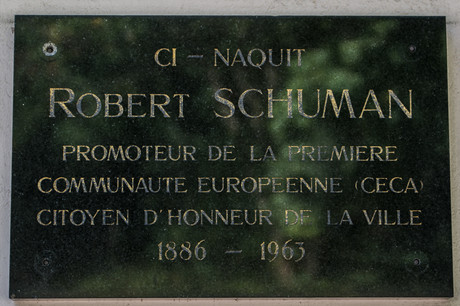 CI – NAQUIT
ROBERT SCHUMAN
PROMOTEUR DE LA PREMIERE
COMMUNAUTE EUROPEENNE (CECA)
CITOYEN D'HONNEUR DE LA VILLE
1886 – 1963